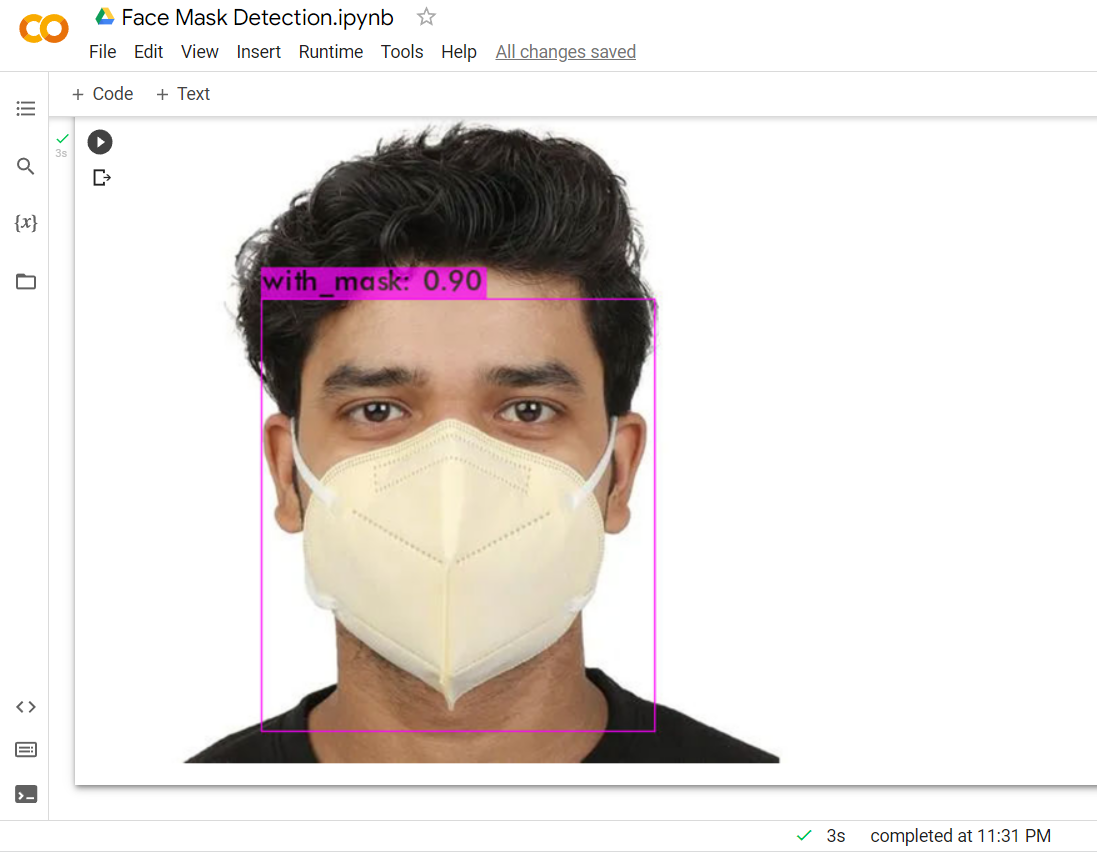 Face Mask Detection.ipynb
File Edit View Insert Runtime Tools Help All changes saved
+ Code + Text
3s
{x}
with_mask: 0.90
3s completed at 11:31 PM